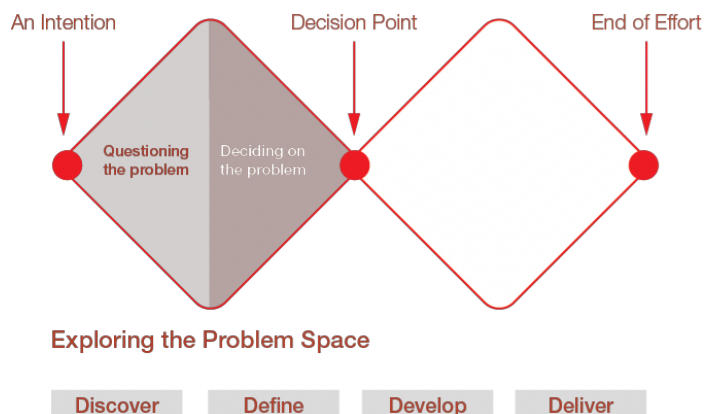 An Intention
Decision Point
End of Effort
Questioning
the problem
Deciding on
the problem
Exploring the Problem Space
Discover
Define
Develop
Deliver